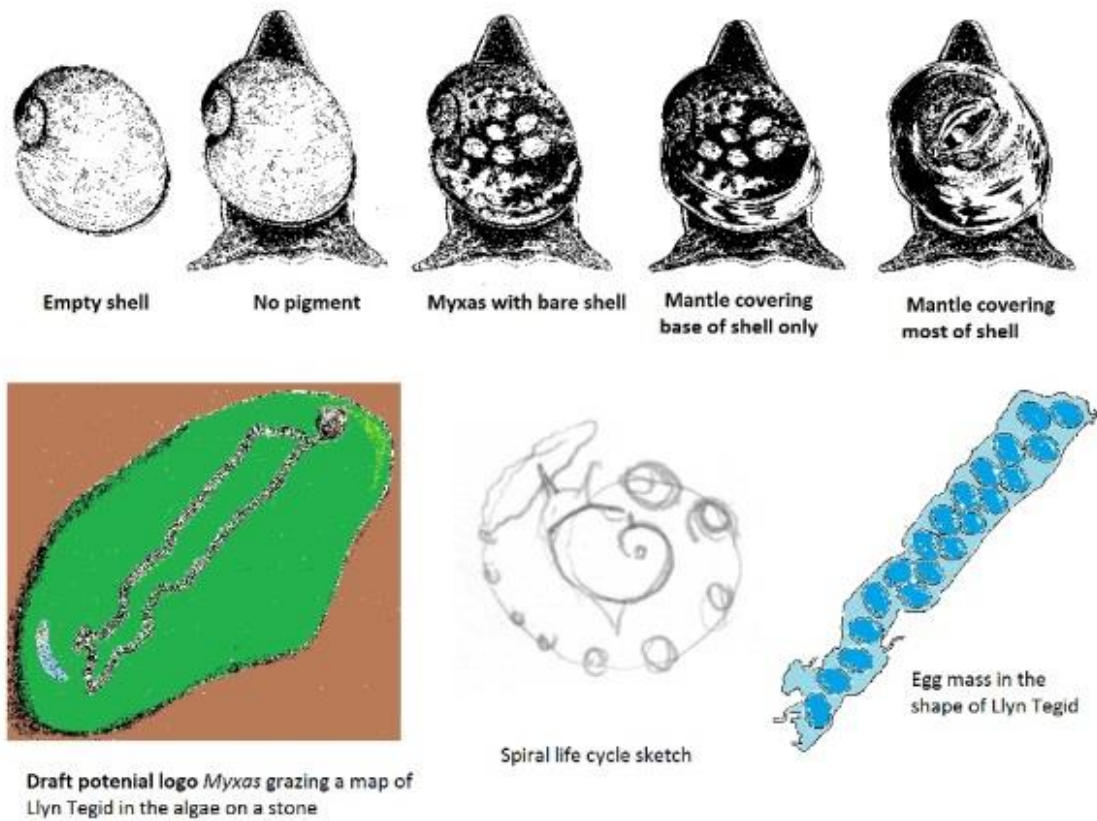 Empty shell
No pigment
Myxas with bare shell
Mantle covering
base of shell only
Mantle covering
most of shell
Draft potenial logo Myxas grazing a map of
Llyn Tegid in the algae on a stone
Spiral life cycle sketch
Egg mass in the
shape of Llyn Tegid